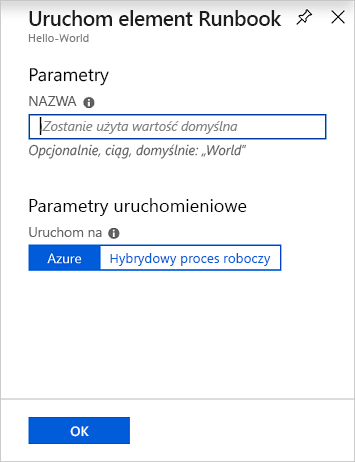 Uruchom element Runbook
Hello-World
Parametry
NAZWA
Zostanie użyta wartość domyślna
Opcjonalnie, ciąg, domyślnie: „World”
Parametry uruchomieniowe
Uruchom na
Azure Hybrydowy proces roboczy
OK